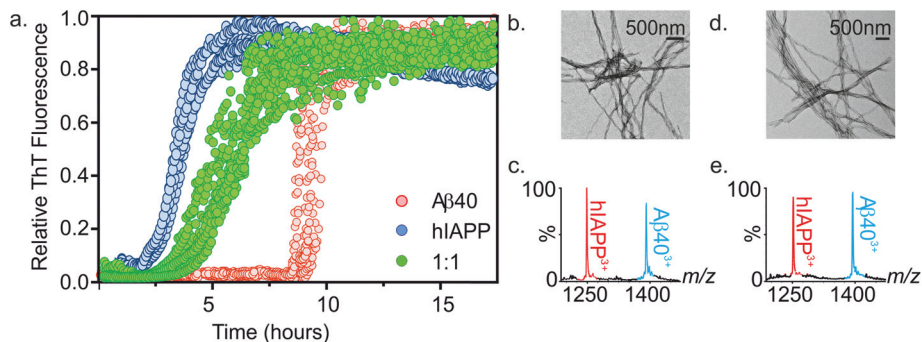 a.
Relative ThT Fluorescence
1.0
0.8
0.6
0.4
0.2
0.0
5
10
15
Time (hours)
Aβ40
hIAPP
1:1
b.
500nm
d.
500nm
c.
100
%
0
hIAPP³⁺
Aβ40³⁺
1250
1400
m/z
e.
100
%
0
hIAPP³⁺
Aβ40³⁺
1250
1400
m/z